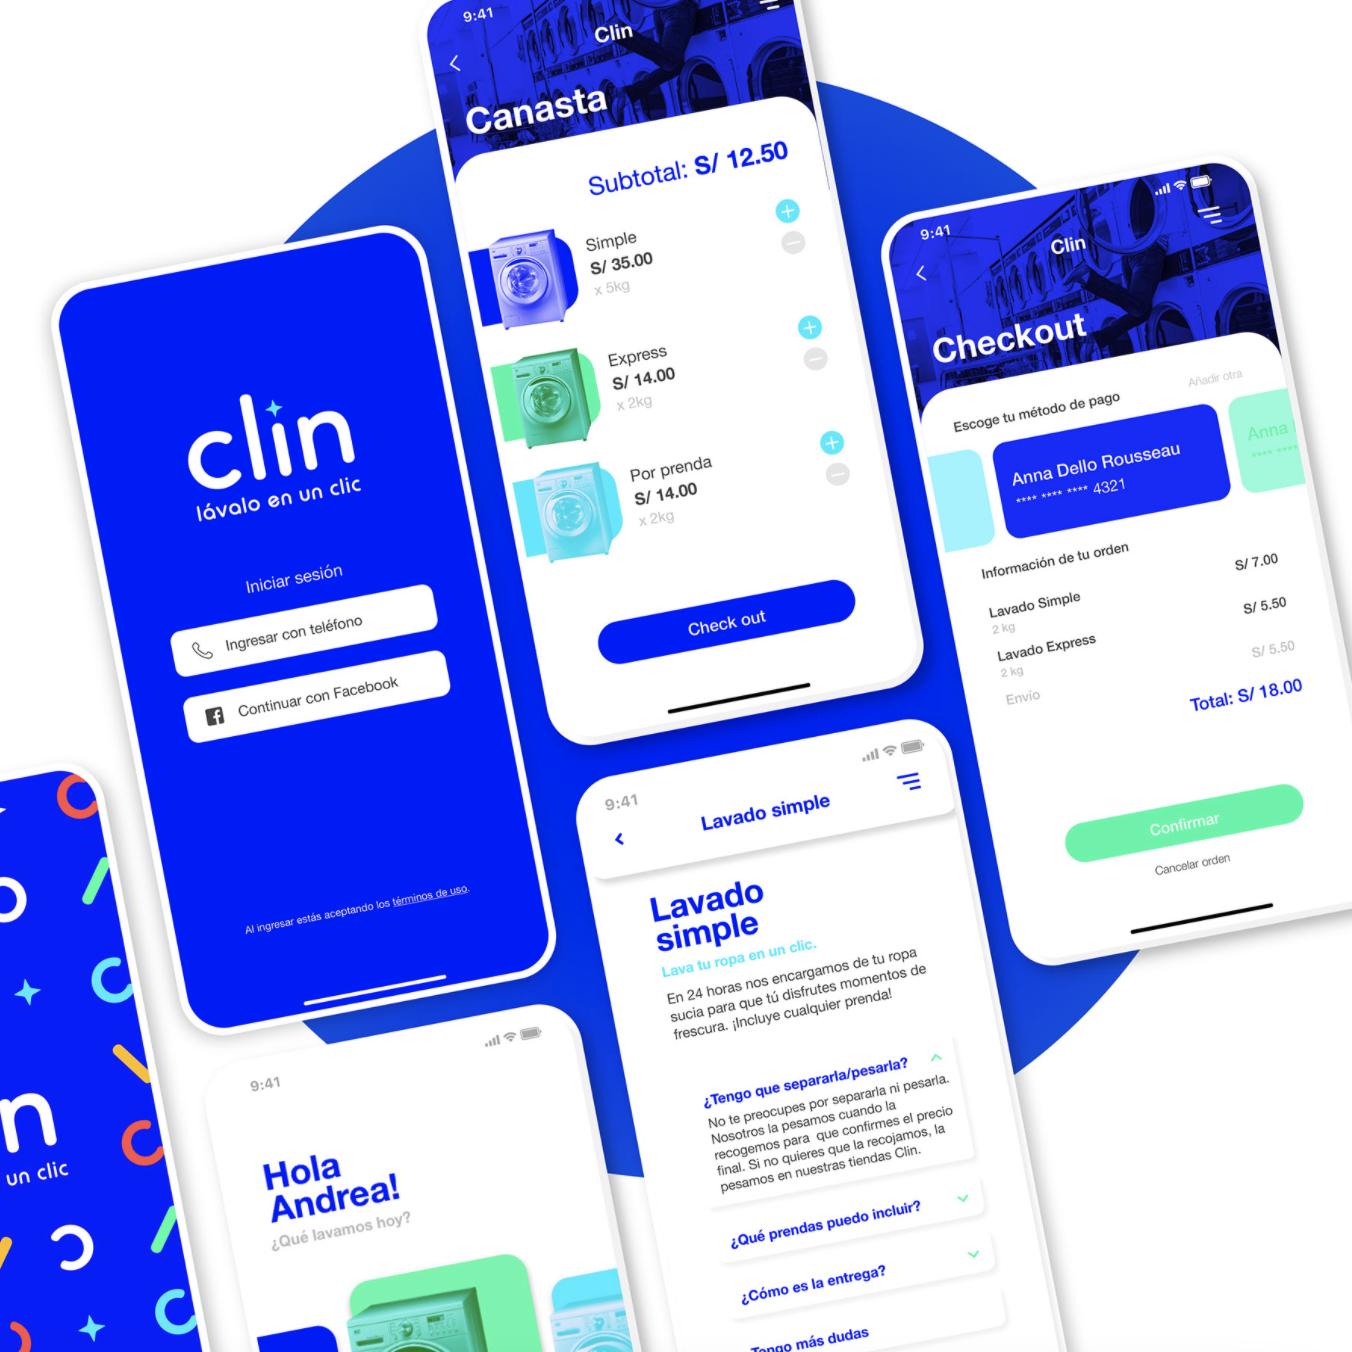 9:41
Clin
Canasta
Subtotal: S/ 12.50
Simple
S/ 35.00
x 5kg
Express
S/ 14.00
x 2kg
Por prenda
S/ 14.00
x 2kg
Check out
9:41
Clin
Checkout
Escoge tu método de pago
Añadir otra
Anna Dello Rousseau
**** **** **** 4321
Anna
**** ****
Información de tu orden
Lavado Simple
S/ 7.00
2 kg
Lavado Express
S/ 5.50
2 kg
Envío
S/ 5.50
Total: S/ 18.00
Confirmar
Cancelar orden
clin
lávalo en un clic
Iniciar sesión
Ingresar con teléfono
Continuar con Facebook
Al ingresar estás aceptando los términos de uso.
n
un clic
9:41
Hola
Andrea!
¿Qué lavamos hoy?
9:41
Lavado simple
Lavado
simple
Lava tu ropa en un clic.
En 24 horas nos encargamos de tu ropa
sucia para que tú disfrutes momentos de
frescura. ¡Incluye cualquier prenda!
¿Tengo que separarla/pesarla?
No te preocupes por separarla ni pesarla.
Nosotros la pesamos cuando la
recogemos para que confirmes el precio
final. Si no quieres que la recojamos, la
pesamos en nuestras tiendas Clin.
¿Qué prendas puedo incluir?
¿Cómo es la entrega?
Tengo más dudas